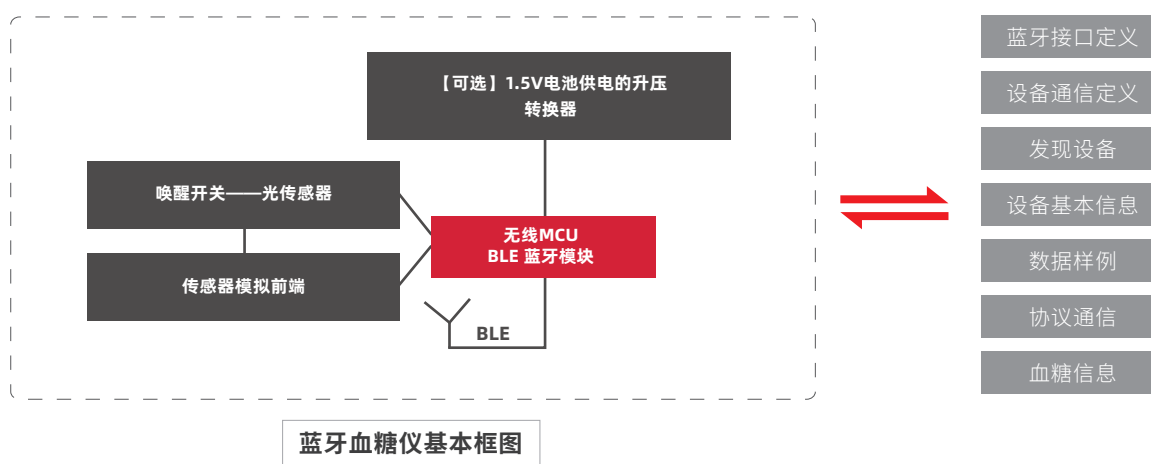 【可选】1.5V电池供电的升压
转换器
唤醒开关——光传感器
无线MCU
BLE 蓝牙模块
传感器模拟前端
BLE
蓝牙血糖仪基本框图
蓝牙接口定义
设备通信定义
发现设备
设备基本信息
数据样例
协议通信
血糖信息